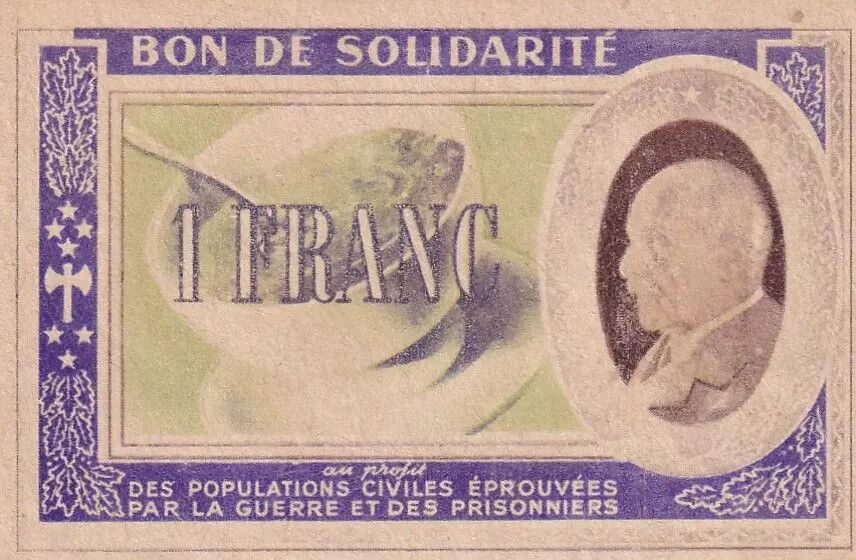 BON DE SOLIDARITÉ
1 FRANC
au profit
DES POPULATIONS CIVILES ÉPROUVÉES
PAR LA GUERRE ET DES PRISONNIERS